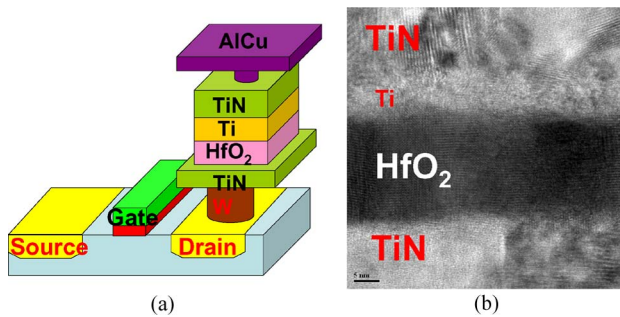 AlCu
TiN
Ti
HfO₂
TiN
W
Gate
Source
Drain
(a)
TiN
Ti
HfO₂
TiN
5 nm
(b)